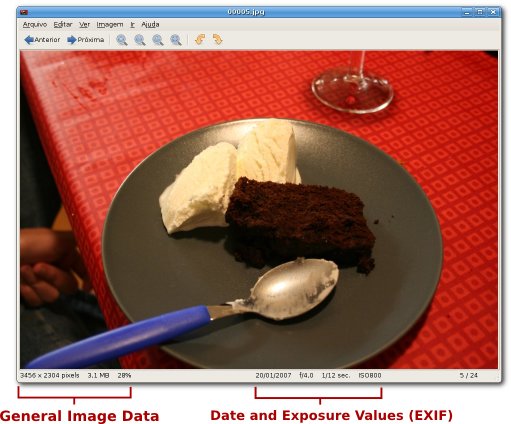 00005.jpg
Arquivo Editar Ver Imagem Ir Ajuda
Anterior Próxima
3456 x 2304 pixels 3.1 MB 28% 20/01/2007 f/4,0 1/12 sec. ISO800 5 / 24
General Image Data Date and Exposure Values (EXIF)